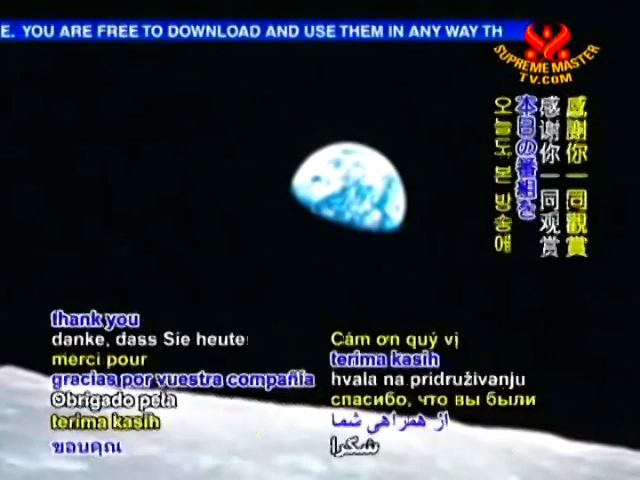 E. YOU ARE FREE TO DOWNLOAD AND USE THEM IN ANY WAY TH
SUPREME MASTER
TV.COM
感謝你一同觀賞
感谢你一同观赏
本日の番組を
오늘도 본 방송에
thank you
danke, dass Sie heute
merci pour
gracias por vuestra compañía
Obrigado pela
terima kasih
ขอบคุณ
Cám ơn quý vị
terima kasih
hvala na pridruživanju
спасибо, что вы были
از همراهی شما
شكرا